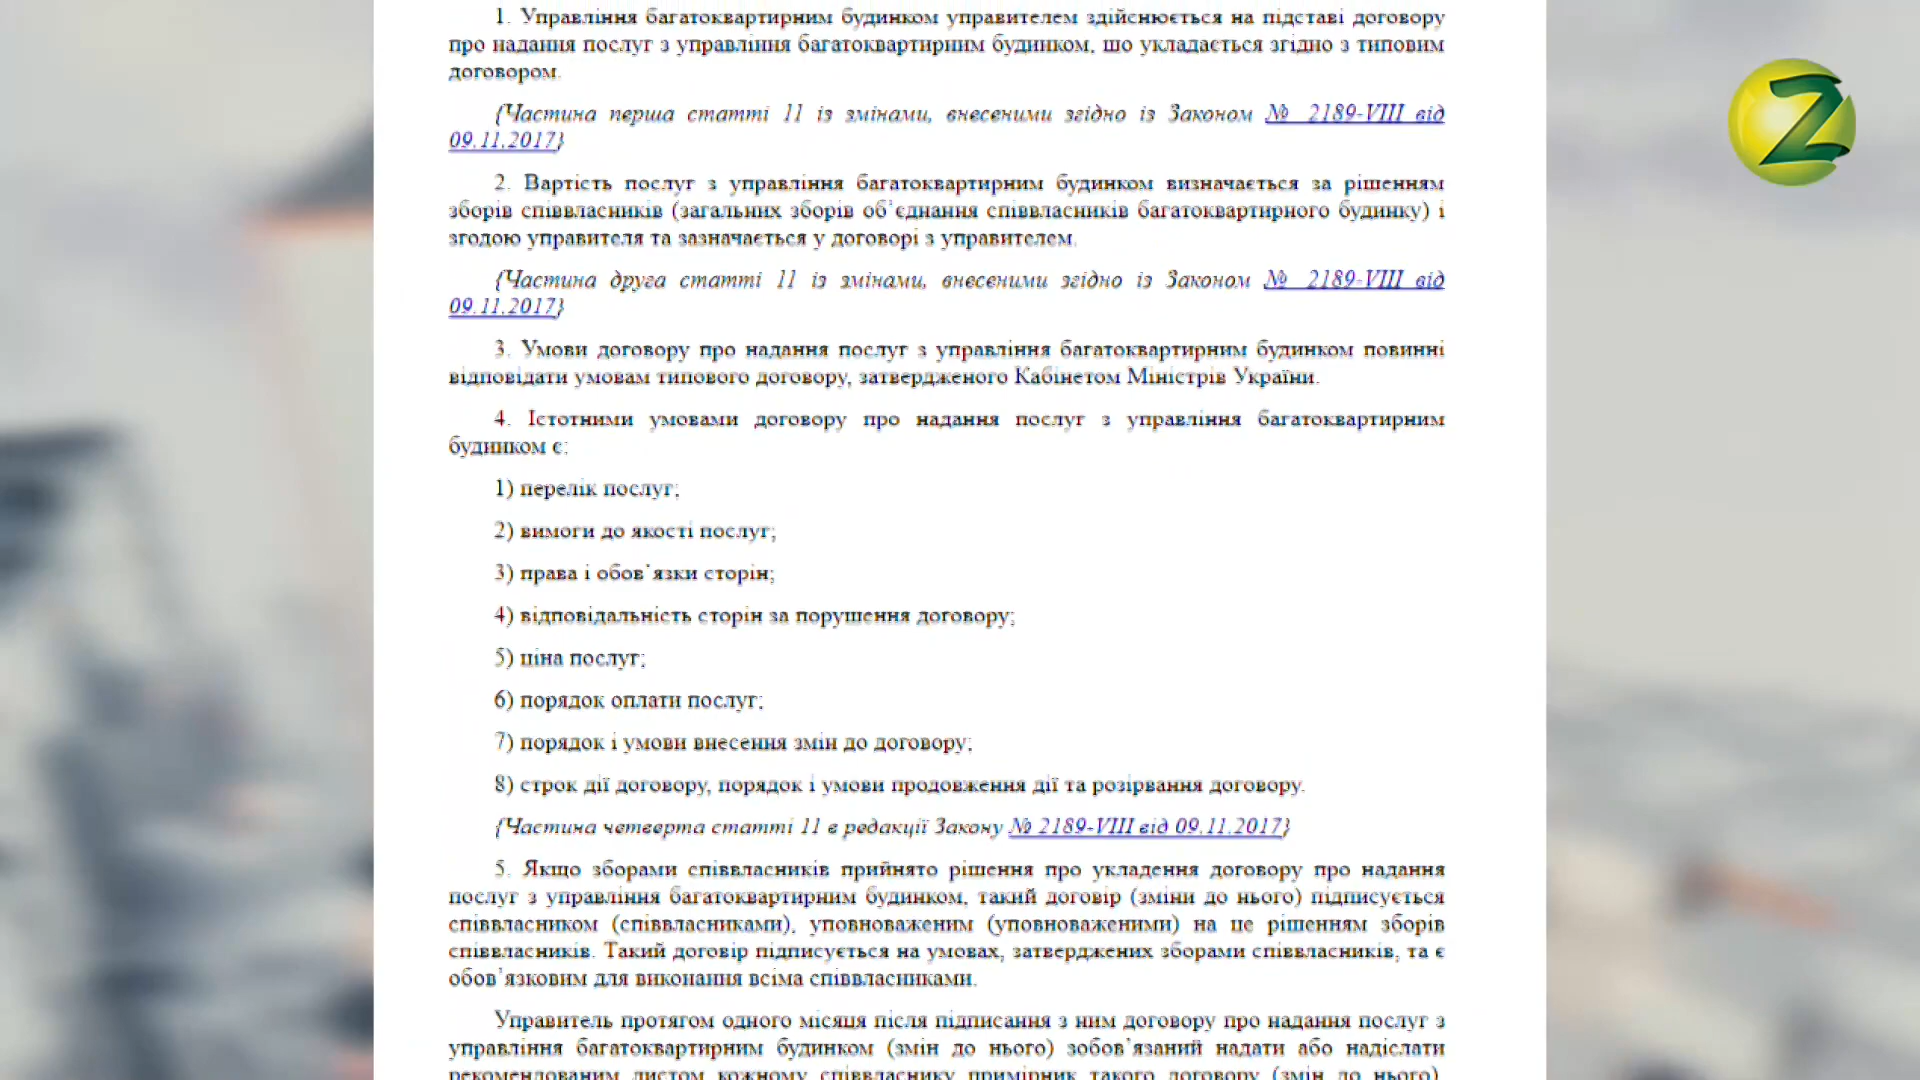 1. Управління багатоквартирним будинком управителем здійснюється на підставі договору
про надання послуг з управління багатоквартирним будинком, що укладається згідно з типовим
договором.
{Частина перша статті 11 із змінами, внесеними згідно із Законом № 2189-VIII від
09.11.2017}
2. Вартість послуг з управління багатоквартирним будинком визначається за рішенням
зборів співвласників (загальних зборів об’єднання співвласників багатоквартирного будинку) і
згодою управителя та зазначається у договорі з управителем.
{Частина друга статті 11 із змінами, внесеними згідно із Законом № 2189-VIII від
09.11.2017}
3. Умови договору про надання послуг з управління багатоквартирним будинком повинні
відповідати умовам типового договору, затвердженого Кабінетом Міністрів України.
4. Істотними умовами договору про надання послуг з управління багатоквартирним
будинком є:
1) перелік послуг;
2) вимоги до якості послуг;
3) права і обов’язки сторін;
4) відповідальність сторін за порушення договору;
5) ціна послуг;
6) порядок оплати послуг;
7) порядок і умови внесення змін до договору;
8) строк дії договору, порядок і умови продовження дії та розірвання договору.
{Частина четверта статті 11 в редакції Закону № 2189-VIII від 09.11.2017}
5. Якщо зборами співвласників прийнято рішення про укладення договору про надання
послуг з управління багатоквартирним будинком, такий договір (зміни до нього) підписується
співвласником (співвласниками), уповноваженим (уповноваженими) на це рішенням зборів
співвласників. Такий договір підписується на умовах, затверджених зборами співвласників, та є
обов’язковим для виконання всіма співвласниками.
Управитель протягом одного місяця після підписання з ним договору про надання послуг з
управління багатоквартирним будинком (змін до нього) зобов’язаний надати або надіслати
рекомендованим листом кожному співвласнику примірник такого договору (змін до нього),
Z